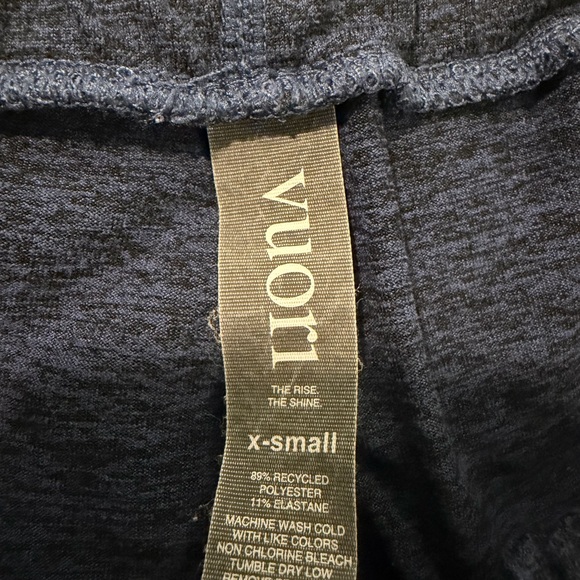 vuori
THE RISE.
THE SHINE.
x-small
89% RECYCLED
POLYESTER
11% ELASTANE
MACHINE WASH COLD
WITH LIKE COLORS
NON CHLORINE BLEACH
TUMBLE DRY LOW